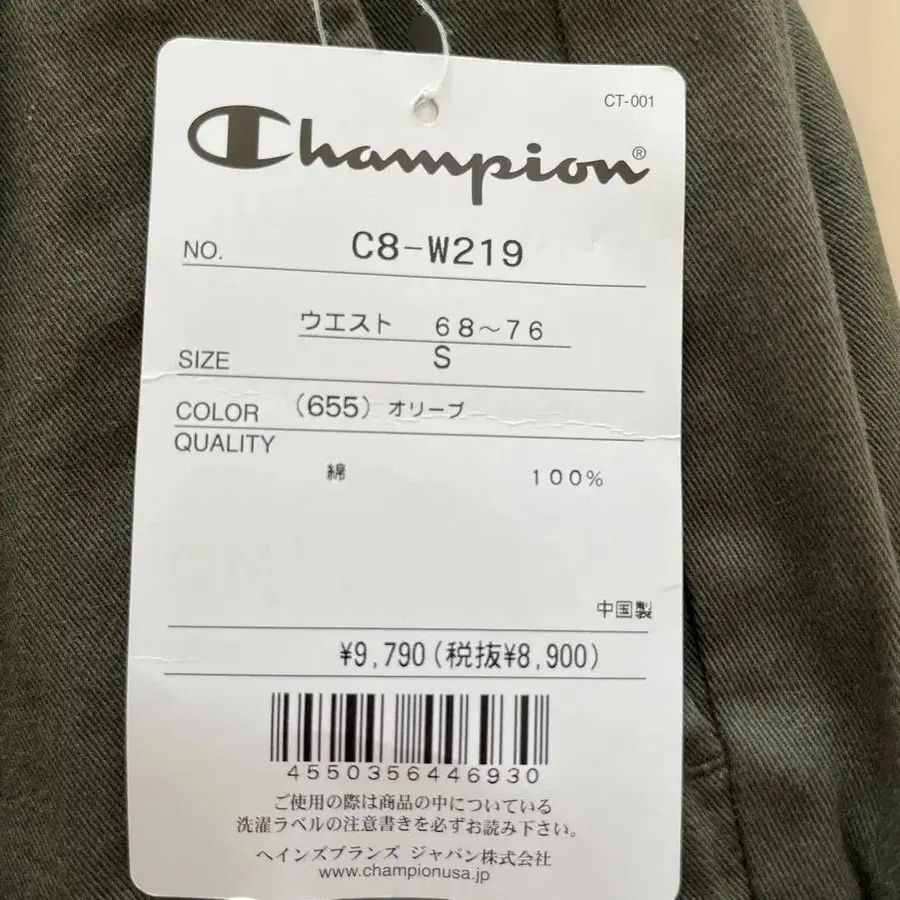 CT-001
Champion®
NO. C8-W219
ウエスト 68〜76
SIZE S
COLOR (655) オリーブ
QUALITY
綿 100%
中国製
¥9,790(税抜¥8,900)
4550356446930
ご使用の際は商品の中についている
洗濯ラベルの注意書きを必ずお読み下さい。
ヘインズブランズ ジャパン株式会社
www.championusa.jp